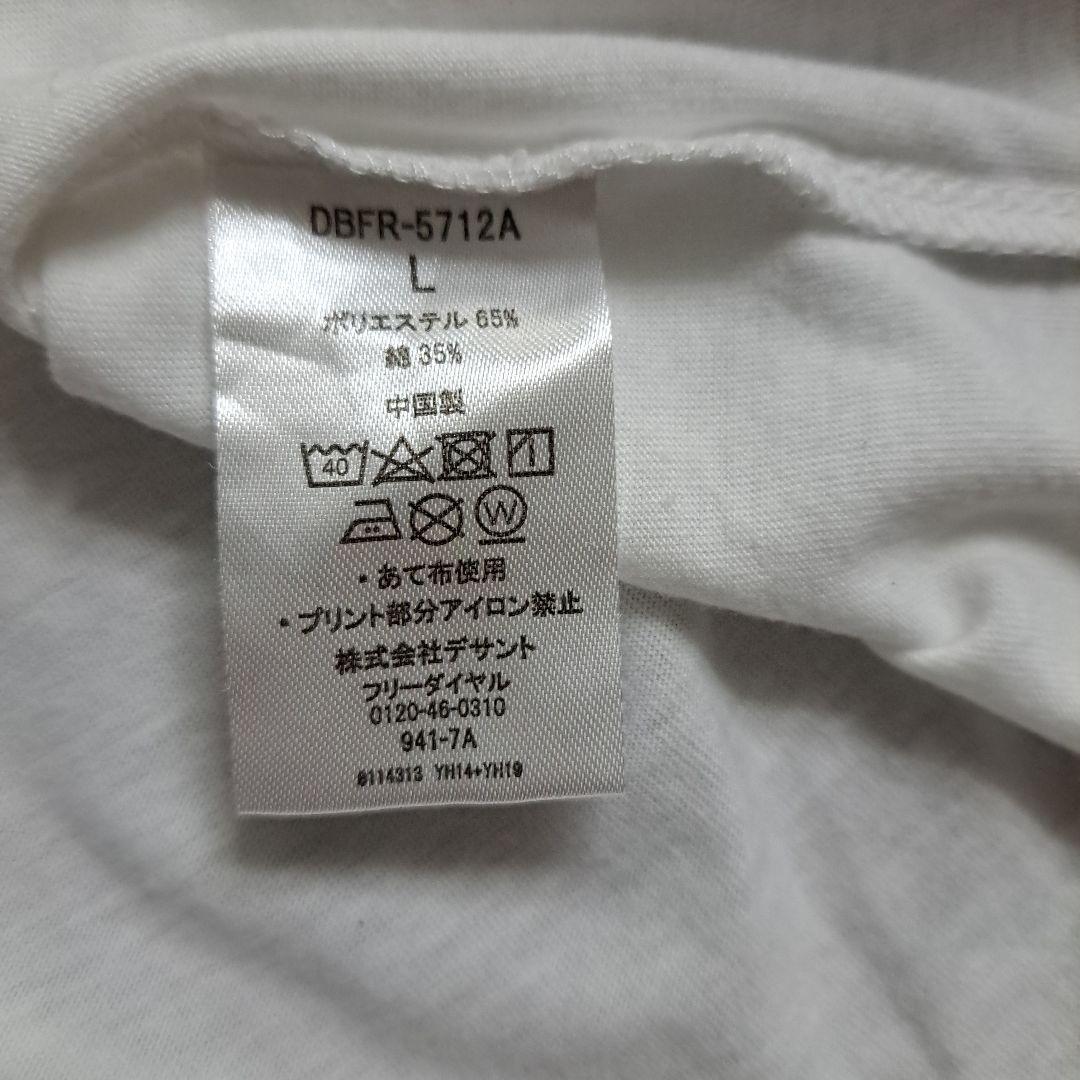 DBFR-5712A
L
ポリエステル 65%
綿 35%
中国製
40
W
・あて布使用
・プリント部分アイロン禁止
株式会社デサント
フリーダイヤル
0120-46-0310
941-7A
8114313 YH14+YH19